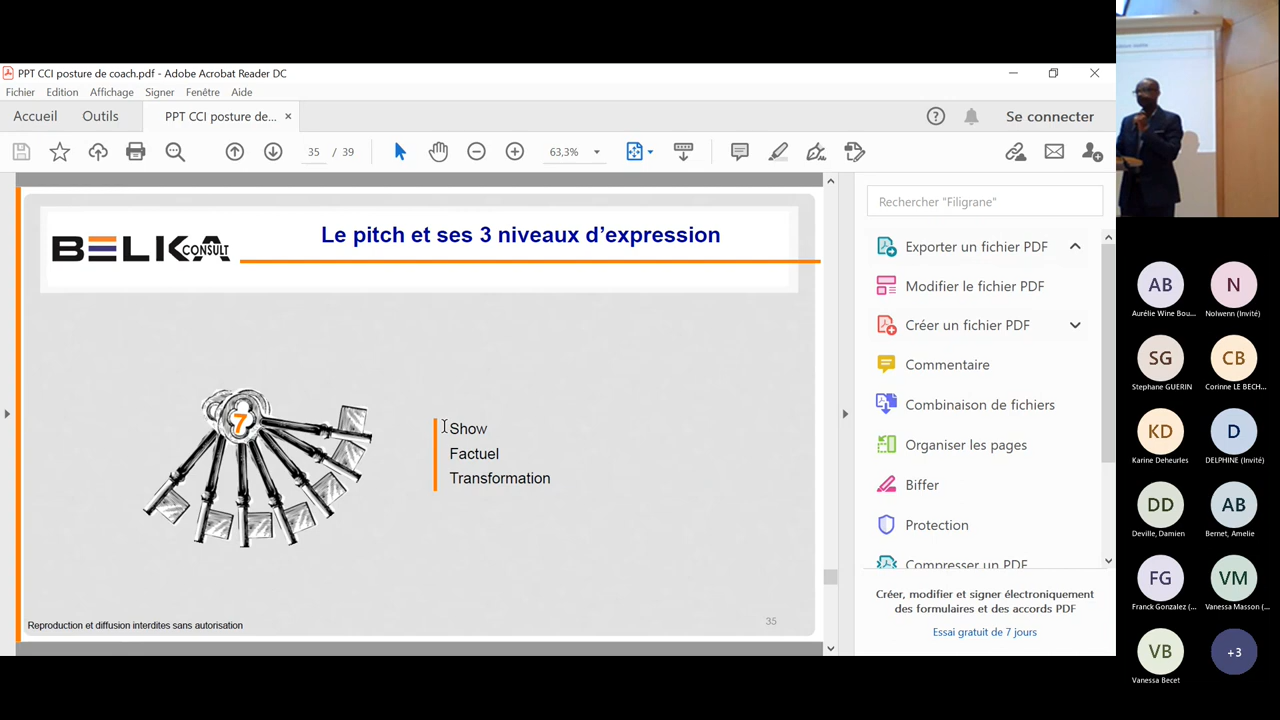 PPT CCI posture de coach.pdf - Adobe Acrobat Reader DC
Fichier Edition Affichage Signer Fenêtre Aide
Accueil Outils PPT CCI posture de... × Se connecter
35 / 39 63,3%
BELIKA CONSULT
Le pitch et ses 3 niveaux d’expression
7
Show
Factuel
Transformation
Reproduction et diffusion interdites sans autorisation
35
Rechercher "Filigrane"
Exporter un fichier PDF
Modifier le fichier PDF
Créer un fichier PDF
Commentaire
Combinaison de fichiers
Organiser les pages
Biffer
Protection
Compresser un PDF
Créer, modifier et signer électroniquement
des formulaires et des accords PDF
Essai gratuit de 7 jours
AB N
Aurélie Wine Bou... Nolwenn (Invité)
SG CB
Stephane GUERIN Corinne LE BECH...
KD D
Karine Deheurles DELPHINE (Invité)
DD AB
Deville, Damien Bernet, Amelie
FG VM
Franck Gonzalez (... Vanessa Masson (...
VB +3
Vanessa Becet